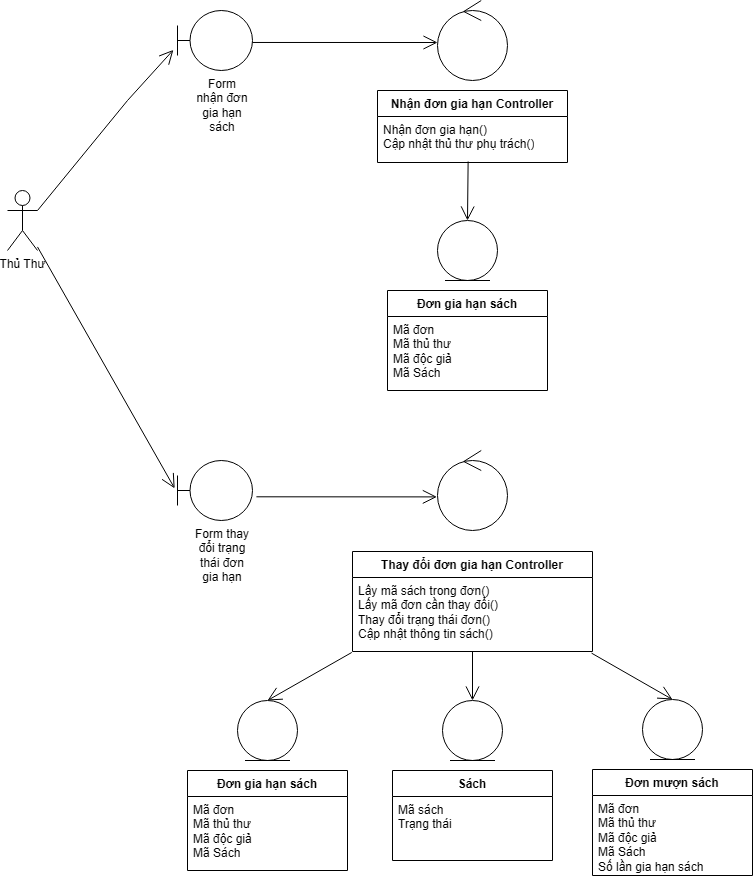 Form
nhận đơn
gia hạn
sách
Nhận đơn gia hạn Controller
Nhận đơn gia hạn()
Cập nhật thủ thư phụ trách()
Thủ Thư
Đơn gia hạn sách
Mã đơn
Mã thủ thư
Mã độc giả
Mã Sách
Form thay
đổi trạng
thái đơn
gia hạn
Thay đổi đơn gia hạn Controller
Lấy mã sách trong đơn()
Lấy mã đơn cần thay đổi()
Thay đổi trạng thái đơn()
Cập nhật thông tin sách()
Đơn gia hạn sách
Mã đơn
Mã thủ thư
Mã độc giả
Mã Sách
Sách
Mã sách
Trạng thái
Đơn mượn sách
Mã đơn
Mã thủ thư
Mã độc giả
Mã Sách
Số lần gia hạn sách